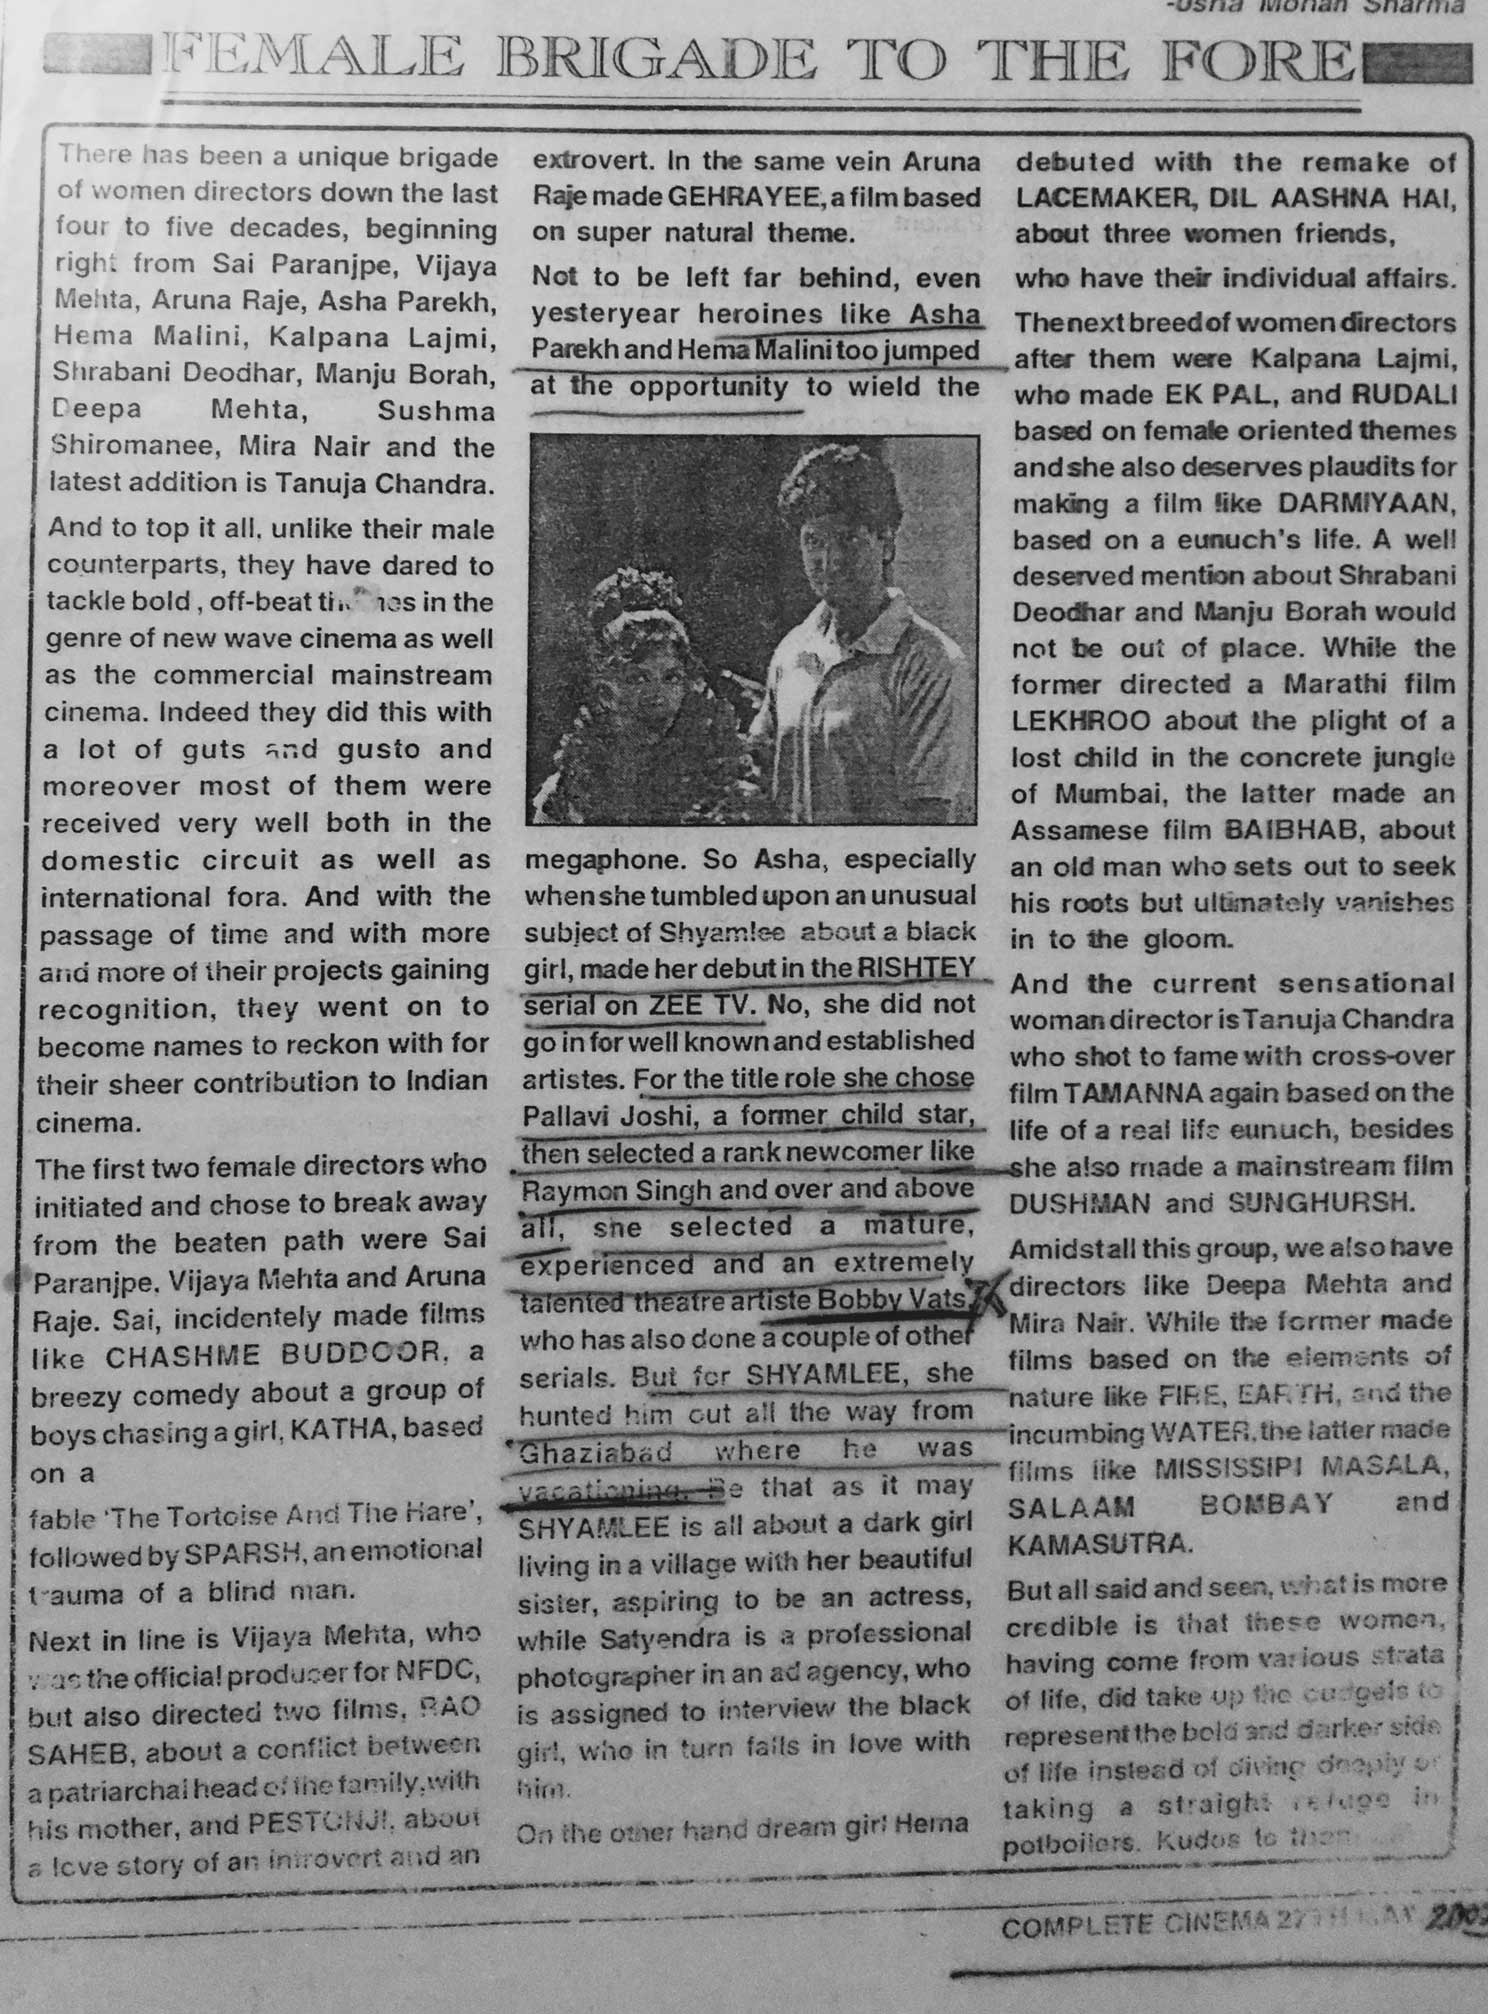 -Usha Mohan Sharma
FEMALE BRIGADE TO THE FORE
There has been a unique brigade
of women directors down the last
four to five decades, beginning
right from Sai Paranjpe, Vijaya
Mehta, Aruna Raje, Asha Parekh,
Hema Malini, Kalpana Lajmi,
Shrabani Deodhar, Manju Borah,
Deepa Mehta, Sushma
Shiromanee, Mira Nair and the
latest addition is Tanuja Chandra.
And to top it all, unlike their male
counterparts, they have dared to
tackle bold , off-beat in the
genre of new wave cinema as well
as the commercial mainstream
cinema. Indeed they did this with
a lot of guts and gusto and
moreover most of them were
received very well both in the
domestic circuit as well as
international fora. And with the
passage of time and with more
and more of their projects gaining
recognition, they went on to
become names to reckon with for
their sheer contribution to Indian
cinema.
The first two female directors who
initiated and chose to break away
from the beaten path were Sai
Paranjpe, Vijaya Mehta and Aruna
Raje. Sai, incidentely made films
like CHASHME BUDDOOR, a
breezy comedy about a group of
boys chasing a girl, KATHA, based
on a
fable 'The Tortoise And The Hare',
followed by SPARSH, an emotional
trauma of a blind man.
Next in line is Vijaya Mehta, who
was the official producer for NFDC,
but also directed two films, RAO
SAHEB, about a conflict between
a patriarchal head of the family, with
his mother, and PESTONJI, about
a love story of an introvert and an
extrovert. In the same vein Aruna
Raje made GEHRAYEE, a film based
on super natural theme.
Not to be left far behind, even
yesteryear heroines like Asha
Parekh and Hema Malini too jumped
at the opportunity to wield the
megaphone. So Asha, especially
when she tumbled upon an unusual
subject of Shyamlee about a black
girl, made her debut in the RISHTEY
serial on ZEE TV. No, she did not
go in for well known and established
artistes. For the title role she chose
Pallavi Joshi, a former child star,
then selected a rank newcomer like
Raymon Singh and over and above
all, she selected a mature,
experienced and an extremely
talented theatre artiste Bobby Vats,
who has also done a couple of other
serials. But for SHYAMLEE, she
hunted him out all the way from
Ghaziabad where he was
vacationing. Be that as it may
SHYAMLEE is all about a dark girl
living in a village with her beautiful
sister, aspiring to be an actress,
while Satyendra is a professional
photographer in an ad agency, who
is assigned to interview the black
girl, who in turn falls in love with
him.
On the other hand dream girl Hema
debuted with the remake of
LACEMAKER, DIL AASHNA HAI,
about three women friends,
who have their individual affairs.
The next breed of women directors
after them were Kalpana Lajmi,
who made EK PAL, and RUDALI
based on female oriented themes
and she also deserves plaudits for
making a film like DARMIYAAN,
based on a eunuch's life. A well
deserved mention about Shrabani
Deodhar and Manju Borah would
not be out of place. While the
former directed a Marathi film
LEKHROO about the plight of a
lost child in the concrete jungle
of Mumbai, the latter made an
Assamese film BAIBHAB, about
an old man who sets out to seek
his roots but ultimately vanishes
in to the gloom.
And the current sensational
woman director is Tanuja Chandra
who shot to fame with cross-over
film TAMANNA again based on the
life of a real life eunuch, besides
she also made a mainstream film
DUSHMAN and SUNGHURSH.
Amidst all this group, we also have
directors like Deepa Mehta and
Mira Nair. While the former made
films based on the elements of
nature like FIRE, EARTH, and the
incumbing WATER, the latter made
films like MISSISSIPI MASALA,
SALAAM BOMBAY and
KAMASUTRA.
But all said and seen, what is more
credible is that these women,
having come from various strata
of life, did take up the cudgels to
represent the bold and darker side
of life instead of diving deeply or
taking a straight refuge in
potboilers. Kudos to them
COMPLETE CINEMA 27TH MAY